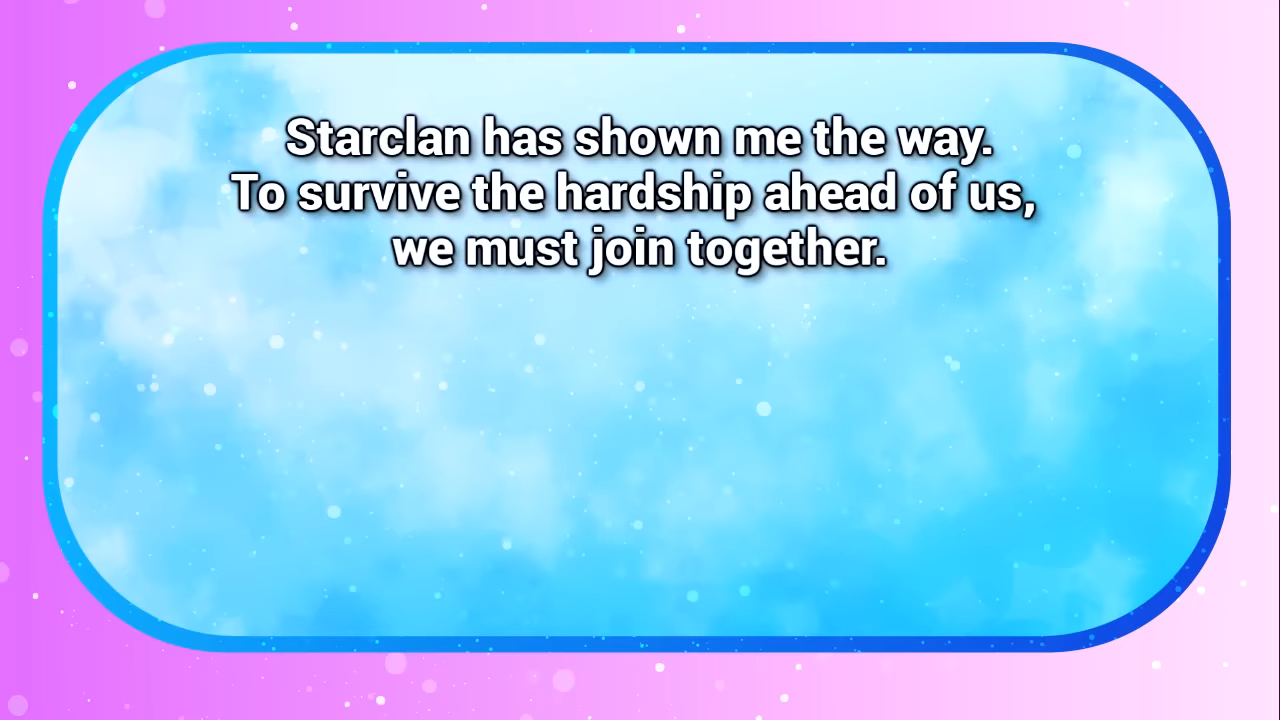 Starclan has shown me the way.
To survive the hardship ahead of us,
we must join together.